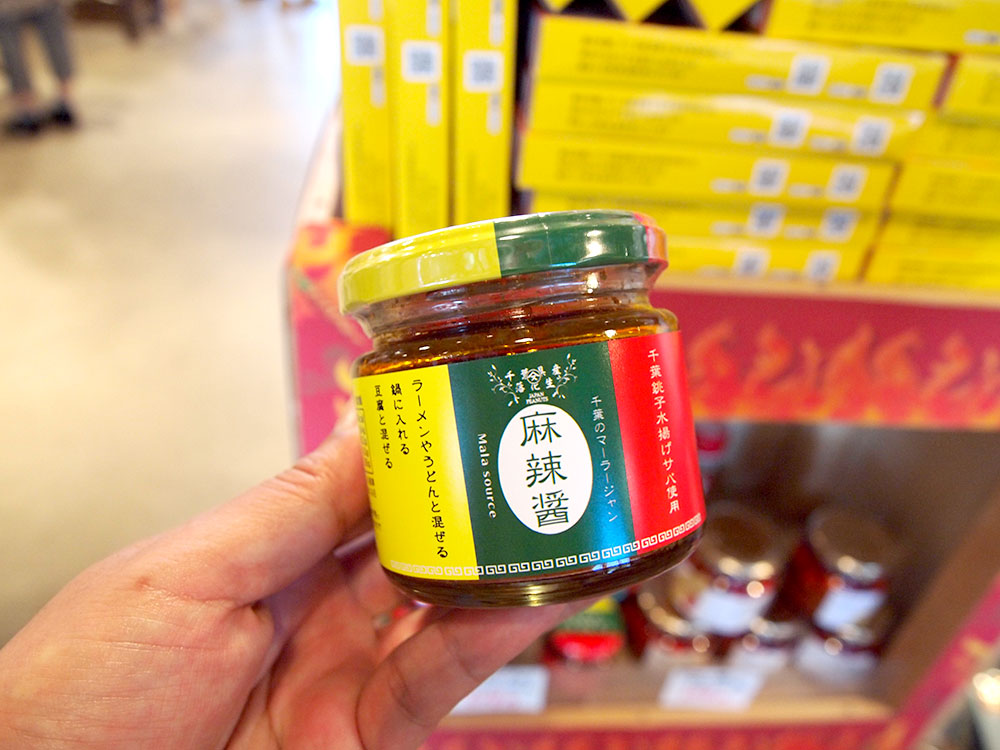 千葉県産
落花生
JAPAN
PEANUTS
麻辣醤
Mala source
千葉のマーラージャン
千葉銚子水揚げサバ使用
ラーメンやうどんと混ぜる
鍋に入れる
豆腐と混ぜる